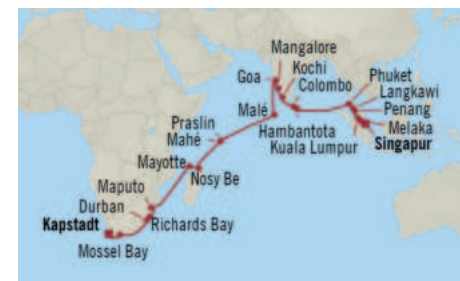 Mangalore
Goa
Kochi
Colombo
Phuket
Langkawi
Penang
Malé
Melaka
Hambantota
Kuala Lumpur
Singapur
Praslin
Mahé
Mayotte
Nosy Be
Maputo
Durban
Kapstadt
Richards Bay
Mossel Bay